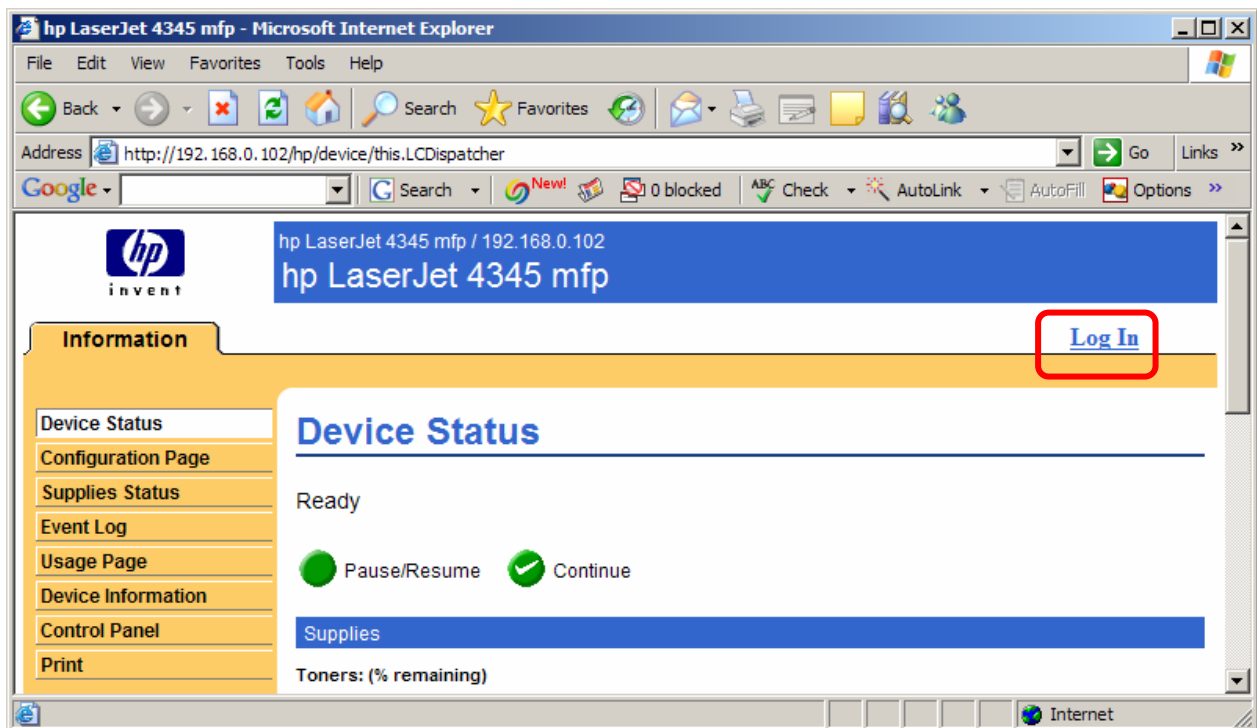 hp LaserJet 4345 mfp - Microsoft Internet Explorer
File Edit View Favorites Tools Help
Back Search Favorites
Address http://192.168.0.102/hp/device/this.LCDispatcher Go Links »
Google Search New! 0 blocked ABC Check AutoLink AutoFill Options »
hp
invent
hp LaserJet 4345 mfp / 192.168.0.102
hp LaserJet 4345 mfp
Information
Log In
Device Status
Configuration Page
Supplies Status
Event Log
Usage Page
Device Information
Control Panel
Print
Device Status
Ready
Pause/Resume Continue
Supplies
Toners: (% remaining)
Internet